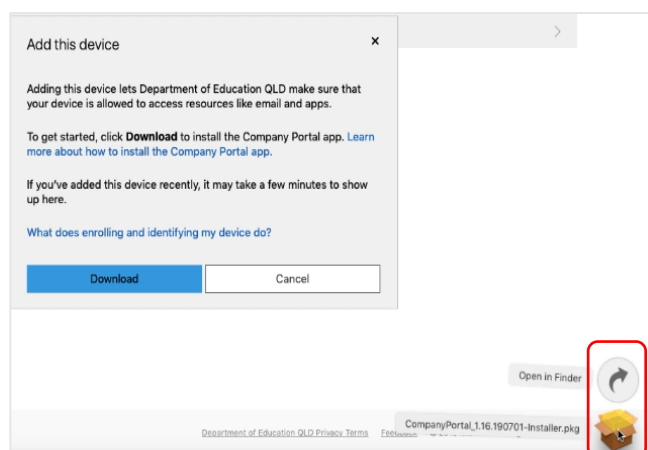 Add this device
Adding this device lets Department of Education QLD make sure that
your device is allowed to access resources like email and apps.
To get started, click Download to install the Company Portal app. Learn
more about how to install the Company Portal app.
If you've added this device recently, it may take a few minutes to show
up here.
What does enrolling and identifying my device do?
Download
Cancel
Open in Finder
CompanyPortal_1.16.190701-Installer.pkg
Department of Education QLD Privacy Terms